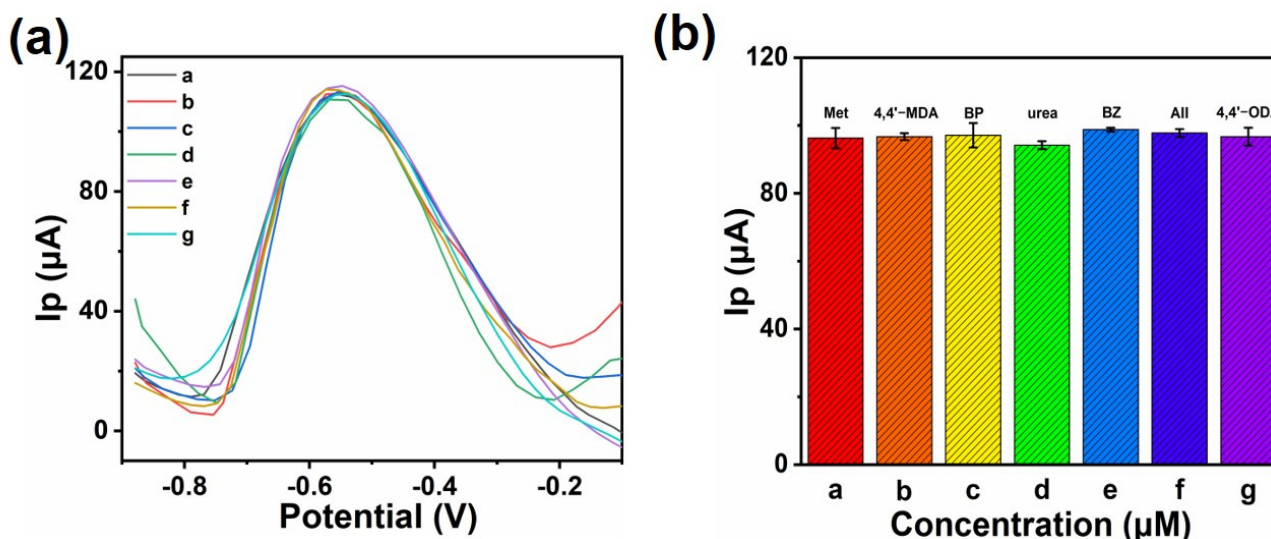 (a)
120
80
40
0
Ip (μA)
a
b
c
d
e
f
g
-0.8 -0.6 -0.4 -0.2
Potential (V)
(b)
120
80
40
0
Ip (μA)
Met 4,4'−MDA BP urea BZ All 4,4'−ODA
a b c d e f g
Concentration (μM)